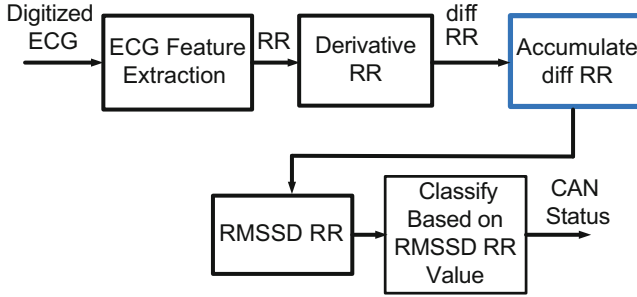 Digitized
ECG
ECG Feature
Extraction
RR
Derivative
RR
diff
RR
Accumulate
diff RR
RMSSD RR
Classify
Based on
RMSSD RR
Value
CAN
Status